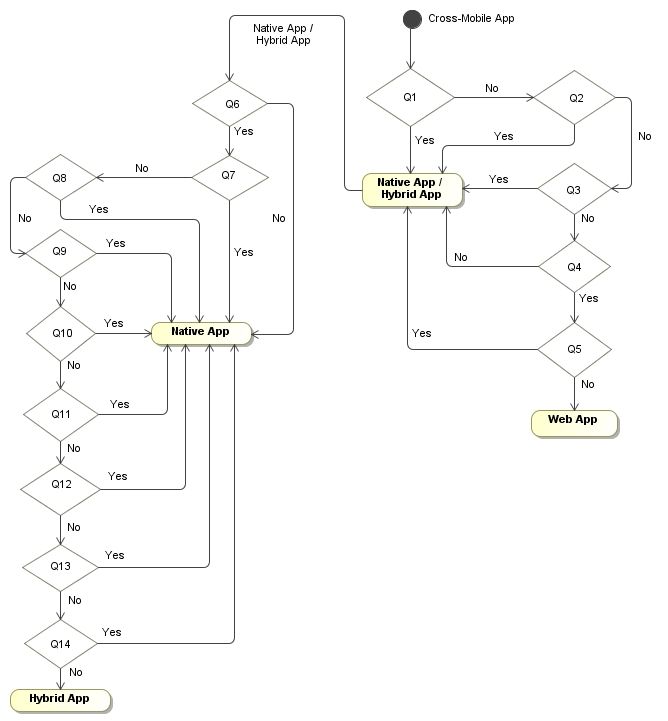 Cross-Mobile App
Native App /
Hybrid App
Q1
No
Q2
No
Yes
Yes
Native App /
Hybrid App
Yes
Q3
No
No
Q4
Yes
Yes
Q5
No
Web App
Q6
Yes
No
Q7
No
Yes
Q8
Yes
No
Q9
Yes
No
Q10
Yes
Native App
No
Q11
Yes
No
Q12
Yes
No
Q13
Yes
No
Q14
Yes
No
Hybrid App